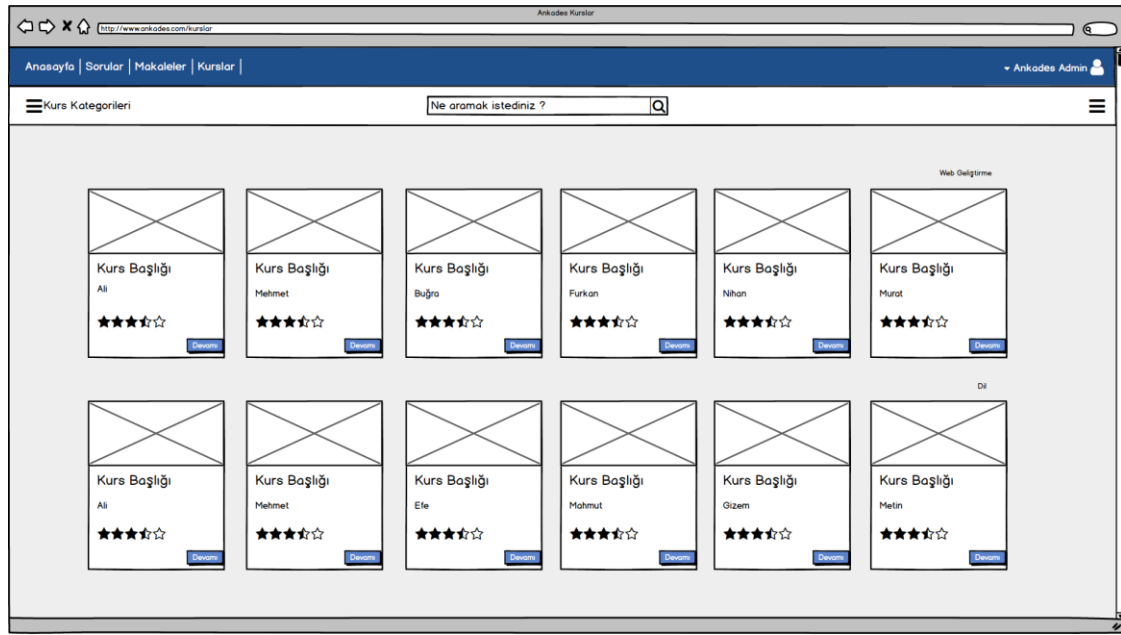 Ankades Kurslar
http://www.ankades.com/kurslar
Anasayfa | Sorular | Makaleler | Kurslar |
Ankades Admin
Kurs Kategorileri
Ne aramak istediniz ?
Web Geliştirme
Kurs Başlığı Kurs Başlığı Kurs Başlığı Kurs Başlığı Kurs Başlığı Kurs Başlığı
Ali Mehmet Buğra Furkan Nihan Murat
Devamı Devamı Devamı Devamı Devamı Devamı
Dil
Kurs Başlığı Kurs Başlığı Kurs Başlığı Kurs Başlığı Kurs Başlığı Kurs Başlığı
Ali Mehmet Efe Mahmut Gizem Metin
Devamı Devamı Devamı Devamı Devamı Devamı